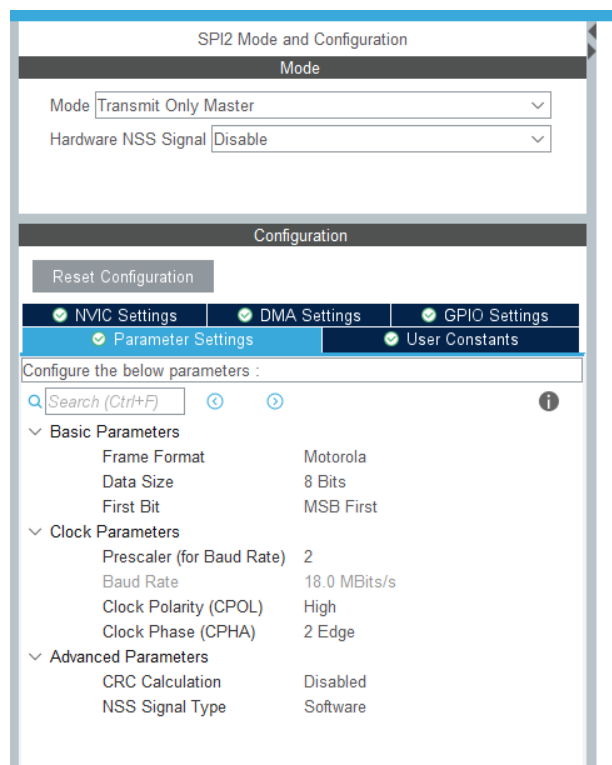 SPI2 Mode and Configuration
Mode
Mode Transmit Only Master
Hardware NSS Signal Disable
Configuration
Reset Configuration
NVIC Settings DMA Settings GPIO Settings
Parameter Settings User Constants
Configure the below parameters :
Search (Ctrl+F)
Basic Parameters
Frame Format Motorola
Data Size 8 Bits
First Bit MSB First
Clock Parameters
Prescaler (for Baud Rate) 2
Baud Rate 18.0 MBits/s
Clock Polarity (CPOL) High
Clock Phase (CPHA) 2 Edge
Advanced Parameters
CRC Calculation Disabled
NSS Signal Type Software